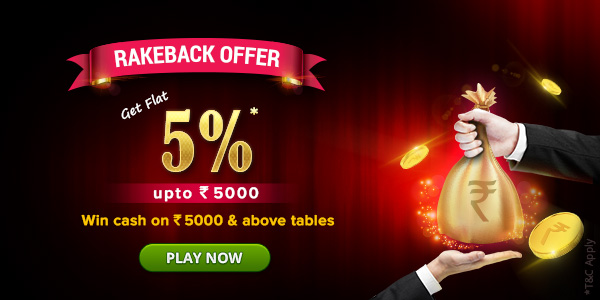 RAKEBACK OFFER
Get Flat
5%*
upto ₹ 5000
Win cash on ₹ 5000 & above tables
PLAY NOW
₹
*T&C Apply